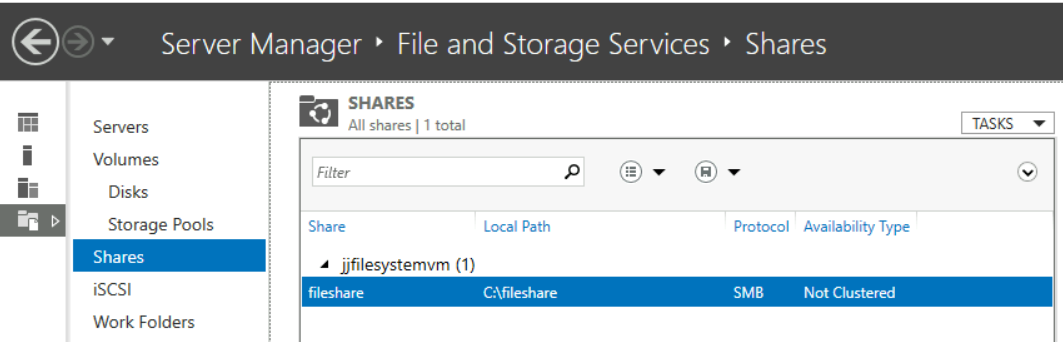 Server Manager ‣ File and Storage Services ‣ Shares
Servers
Volumes
Disks
Storage Pools
Shares
iSCSI
Work Folders
SHARES
All shares | 1 total
TASKS
Filter
Share Local Path Protocol Availability Type
jjfilesystemvm (1)
fileshare C:\fileshare SMB Not Clustered